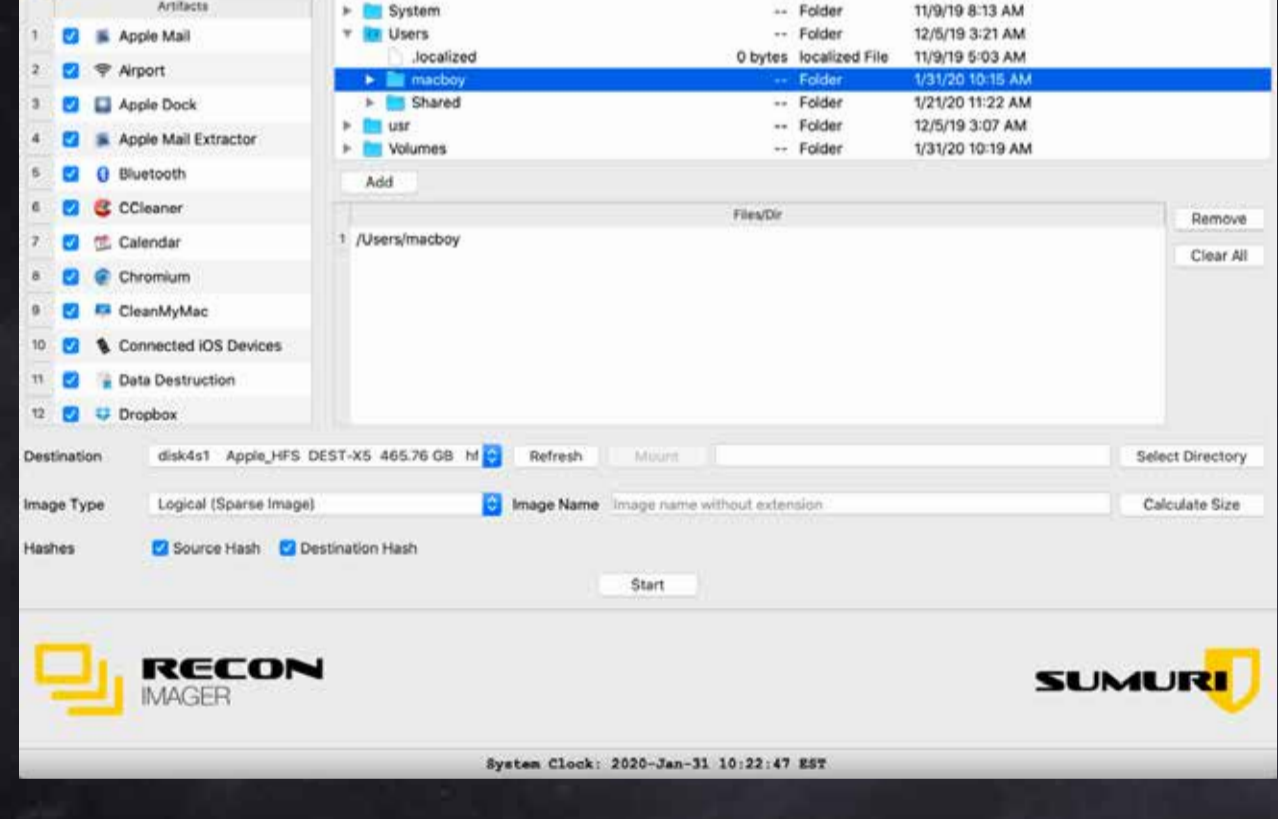 Artifacts
1 Apple Mail
2 Airport
3 Apple Dock
4 Apple Mail Extractor
5 Bluetooth
6 CCleaner
7 Calendar
8 Chromium
9 CleanMyMac
10 Connected iOS Devices
11 Data Destruction
12 Dropbox
System -- Folder 11/9/19 8:13 AM
Users -- Folder 12/5/19 3:21 AM
.localized 0 bytes localized File 11/9/19 5:03 AM
macboy -- Folder 1/31/20 10:15 AM
Shared -- Folder 1/21/20 11:22 AM
usr -- Folder 12/5/19 3:07 AM
Volumes -- Folder 1/31/20 10:19 AM
Add
Files/Dir
1 /Users/macboy
Remove
Clear All
Destination disk4s1 Apple_HFS DEST-X5 465.76 GB hf Refresh Mount Select Directory
Image Type Logical (Sparse Image) Image Name Image name without extension Calculate Size
Hashes Source Hash Destination Hash
Start
RECON
IMAGER
SUMURI
System Clock: 2020-Jan-31 10:22:47 EST